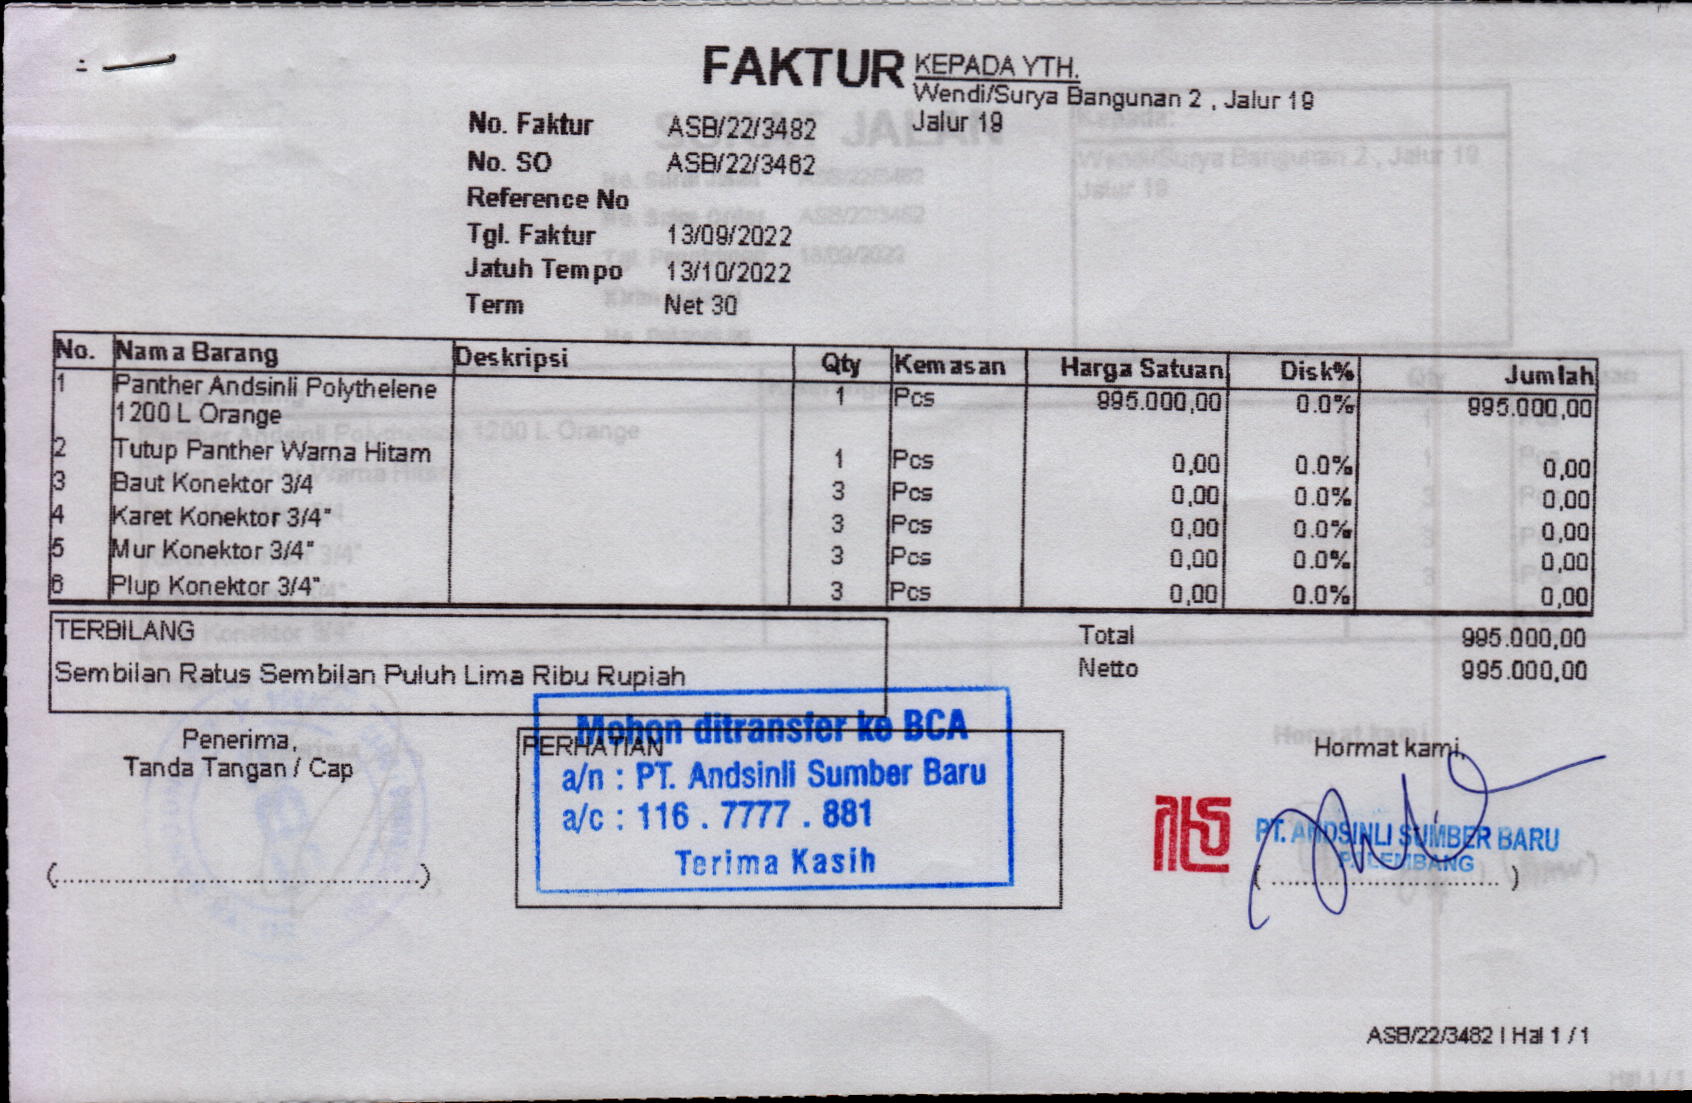 FAKTUR
KEPADA YTH.
Wendi/Surya Bangunan 2 , Jalur 19
Jalur 19
No. Faktur ASB/22/3482
No. SO ASB/22/3462
Reference No
Tgl. Faktur 13/09/2022
Jatuh Tempo 13/10/2022
Term Net 30
No. Nama Barang Deskripsi Qty Kemasan Harga Satuan Disk% Jumlah
1 Panther Andsinli Polythelene 1 Pcs 995.000,00 0.0% 995.000,00
1200 L Orange
2 Tutup Panther Warna Hitam 1 Pcs 0,00 0.0% 0,00
3 Baut Konektor 3/4 3 Pcs 0,00 0.0% 0,00
4 Karet Konektor 3/4" 3 Pcs 0,00 0.0% 0,00
5 Mur Konektor 3/4" 3 Pcs 0,00 0.0% 0,00
6 Plup Konektor 3/4" 3 Pcs 0,00 0.0% 0,00
TERBILANG
Sembilan Ratus Sembilan Puluh Lima Ribu Rupiah
Total 995.000,00
Netto 995.000,00
Penerima,
Tanda Tangan / Cap
(................................................)
PERHATIAN
Mohon ditransfer ke BCA
a/n : PT. Andsinli Sumber Baru
a/c : 116 . 7777 . 881
Terima Kasih
Hormat kami,
PT. ANDSINLI SUMBER BARU
PALEMBANG
( .............................. )
ASB/22/3482 | Hal 1 / 1